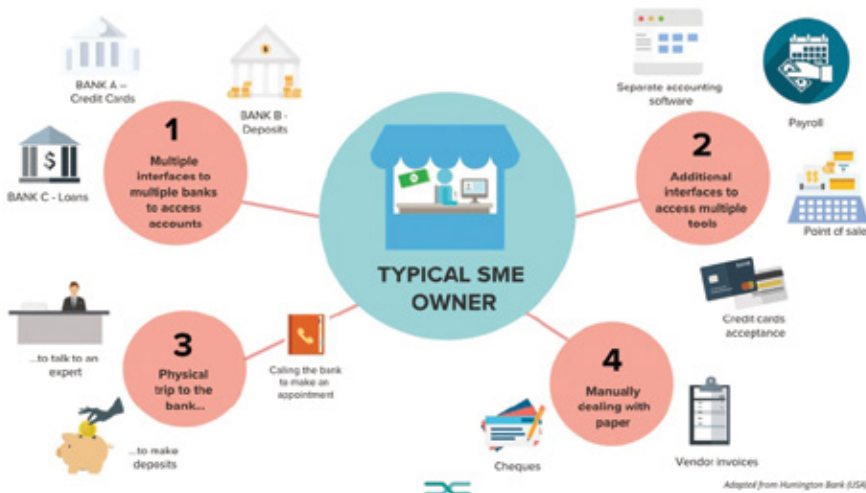 BANK A –
Credit Cards
BANK B -
Deposits
BANK C - Loans
1
Multiple
interfaces to
multiple banks
to access
accounts
TYPICAL SME
OWNER
Separate accounting
software
Payroll
2
Additional
interfaces to
access multiple
tools
Point of sale
...to talk to an
expert
3
Physical
trip to the
bank...
Caling the bank
to make an
appointment
...to make
deposits
Credit cards
acceptance
4
Manually
dealing with
paper
Cheques
Vendor invoices
Adapted from Hunington Bank (USA)